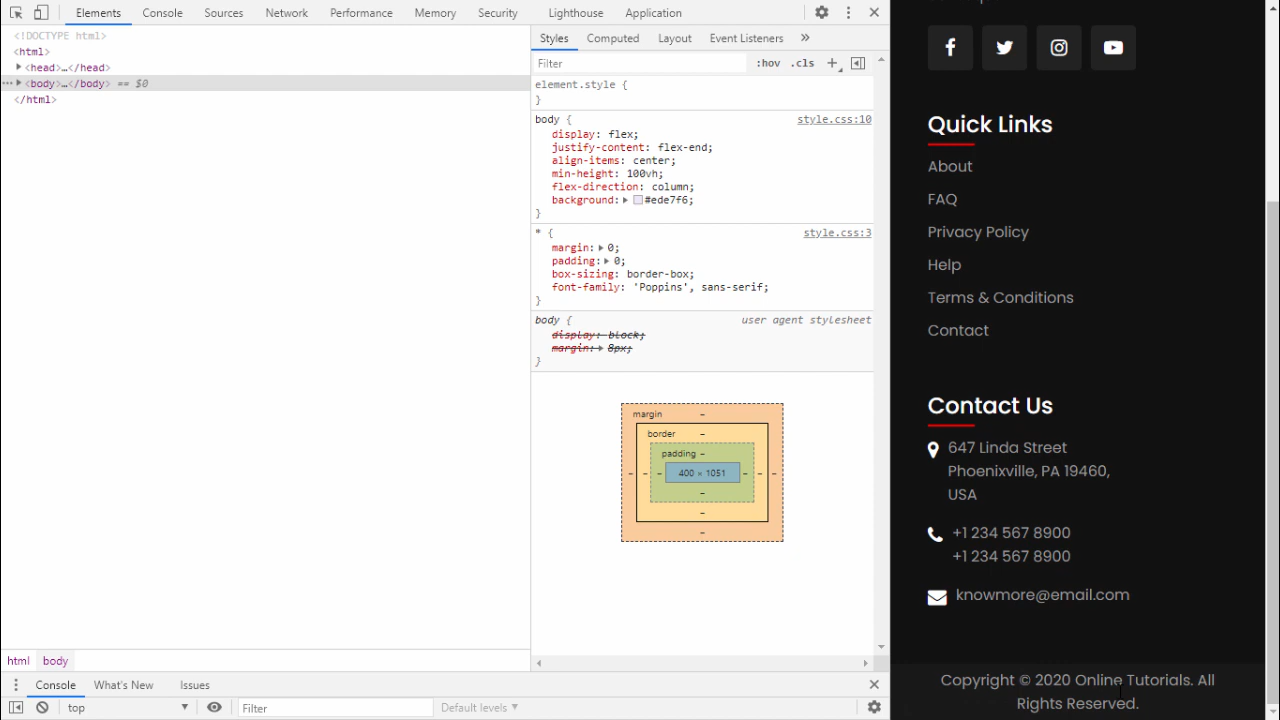 Elements Console Sources Network Performance Memory Security Lighthouse Application
<!DOCTYPE html>
<html>
<head>…</head>
<body>…</body> == $0
</html>
html body
Styles Computed Layout Event Listeners »
Filter :hov .cls +
element.style {
}
body { style.css:10
display: flex;
justify-content: flex-end;
align-items: center;
min-height: 100vh;
flex-direction: column;
background: #ede7f6;
}
* { style.css:3
margin: 0;
padding: 0;
box-sizing: border-box;
font-family: 'Poppins', sans-serif;
}
body { user agent stylesheet
display: block;
margin: 8px;
}
margin –
border –
padding –
– – – 400 × 1051 – – –
–
–
–
Console What's New Issues
top Filter Default levels
Quick Links
About
FAQ
Privacy Policy
Help
Terms & Conditions
Contact
Contact Us
647 Linda Street
Phoenixville, PA 19460,
USA
+1 234 567 8900
+1 234 567 8900
knowmore@email.com
Copyright © 2020 Online Tutorials. All
Rights Reserved.